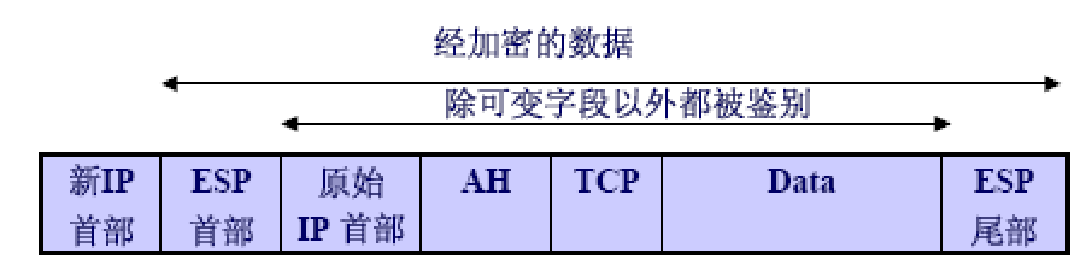 经加密的数据
除可变字段以外都被鉴别
新IP
首部
ESP
首部
原始
IP 首部
AH
TCP
Data
ESP
尾部